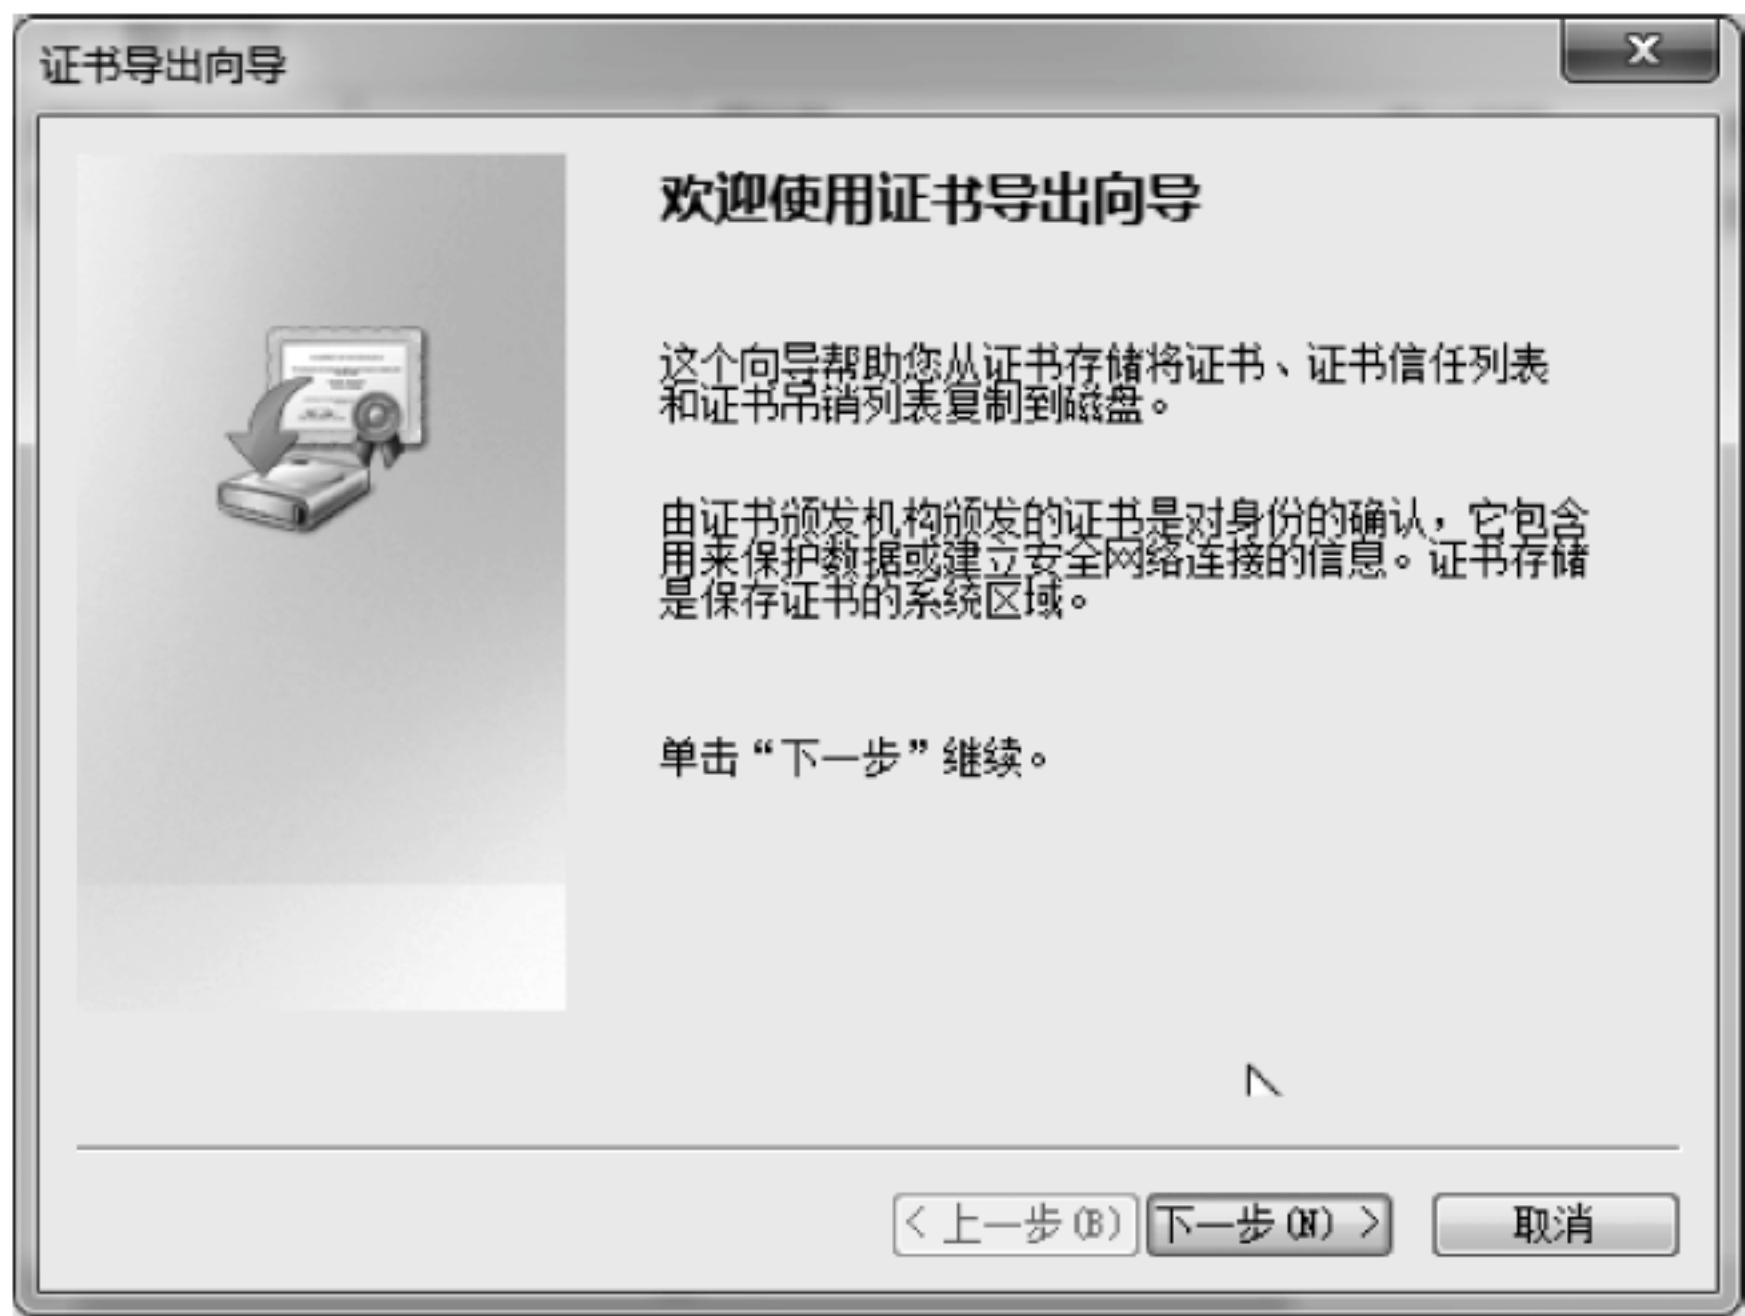 证书导出向导
欢迎使用证书导出向导
这个向导帮助您从证书存储将证书、证书信任列表
和证书吊销列表复制到磁盘。
由证书颁发机构颁发的证书是对身份的确认，它包含
用来保护数据或建立安全网络连接的信息。证书存储
是保存证书的系统区域。
单击“下一步”继续。
< 上一步(B) 下一步(N) > 取消